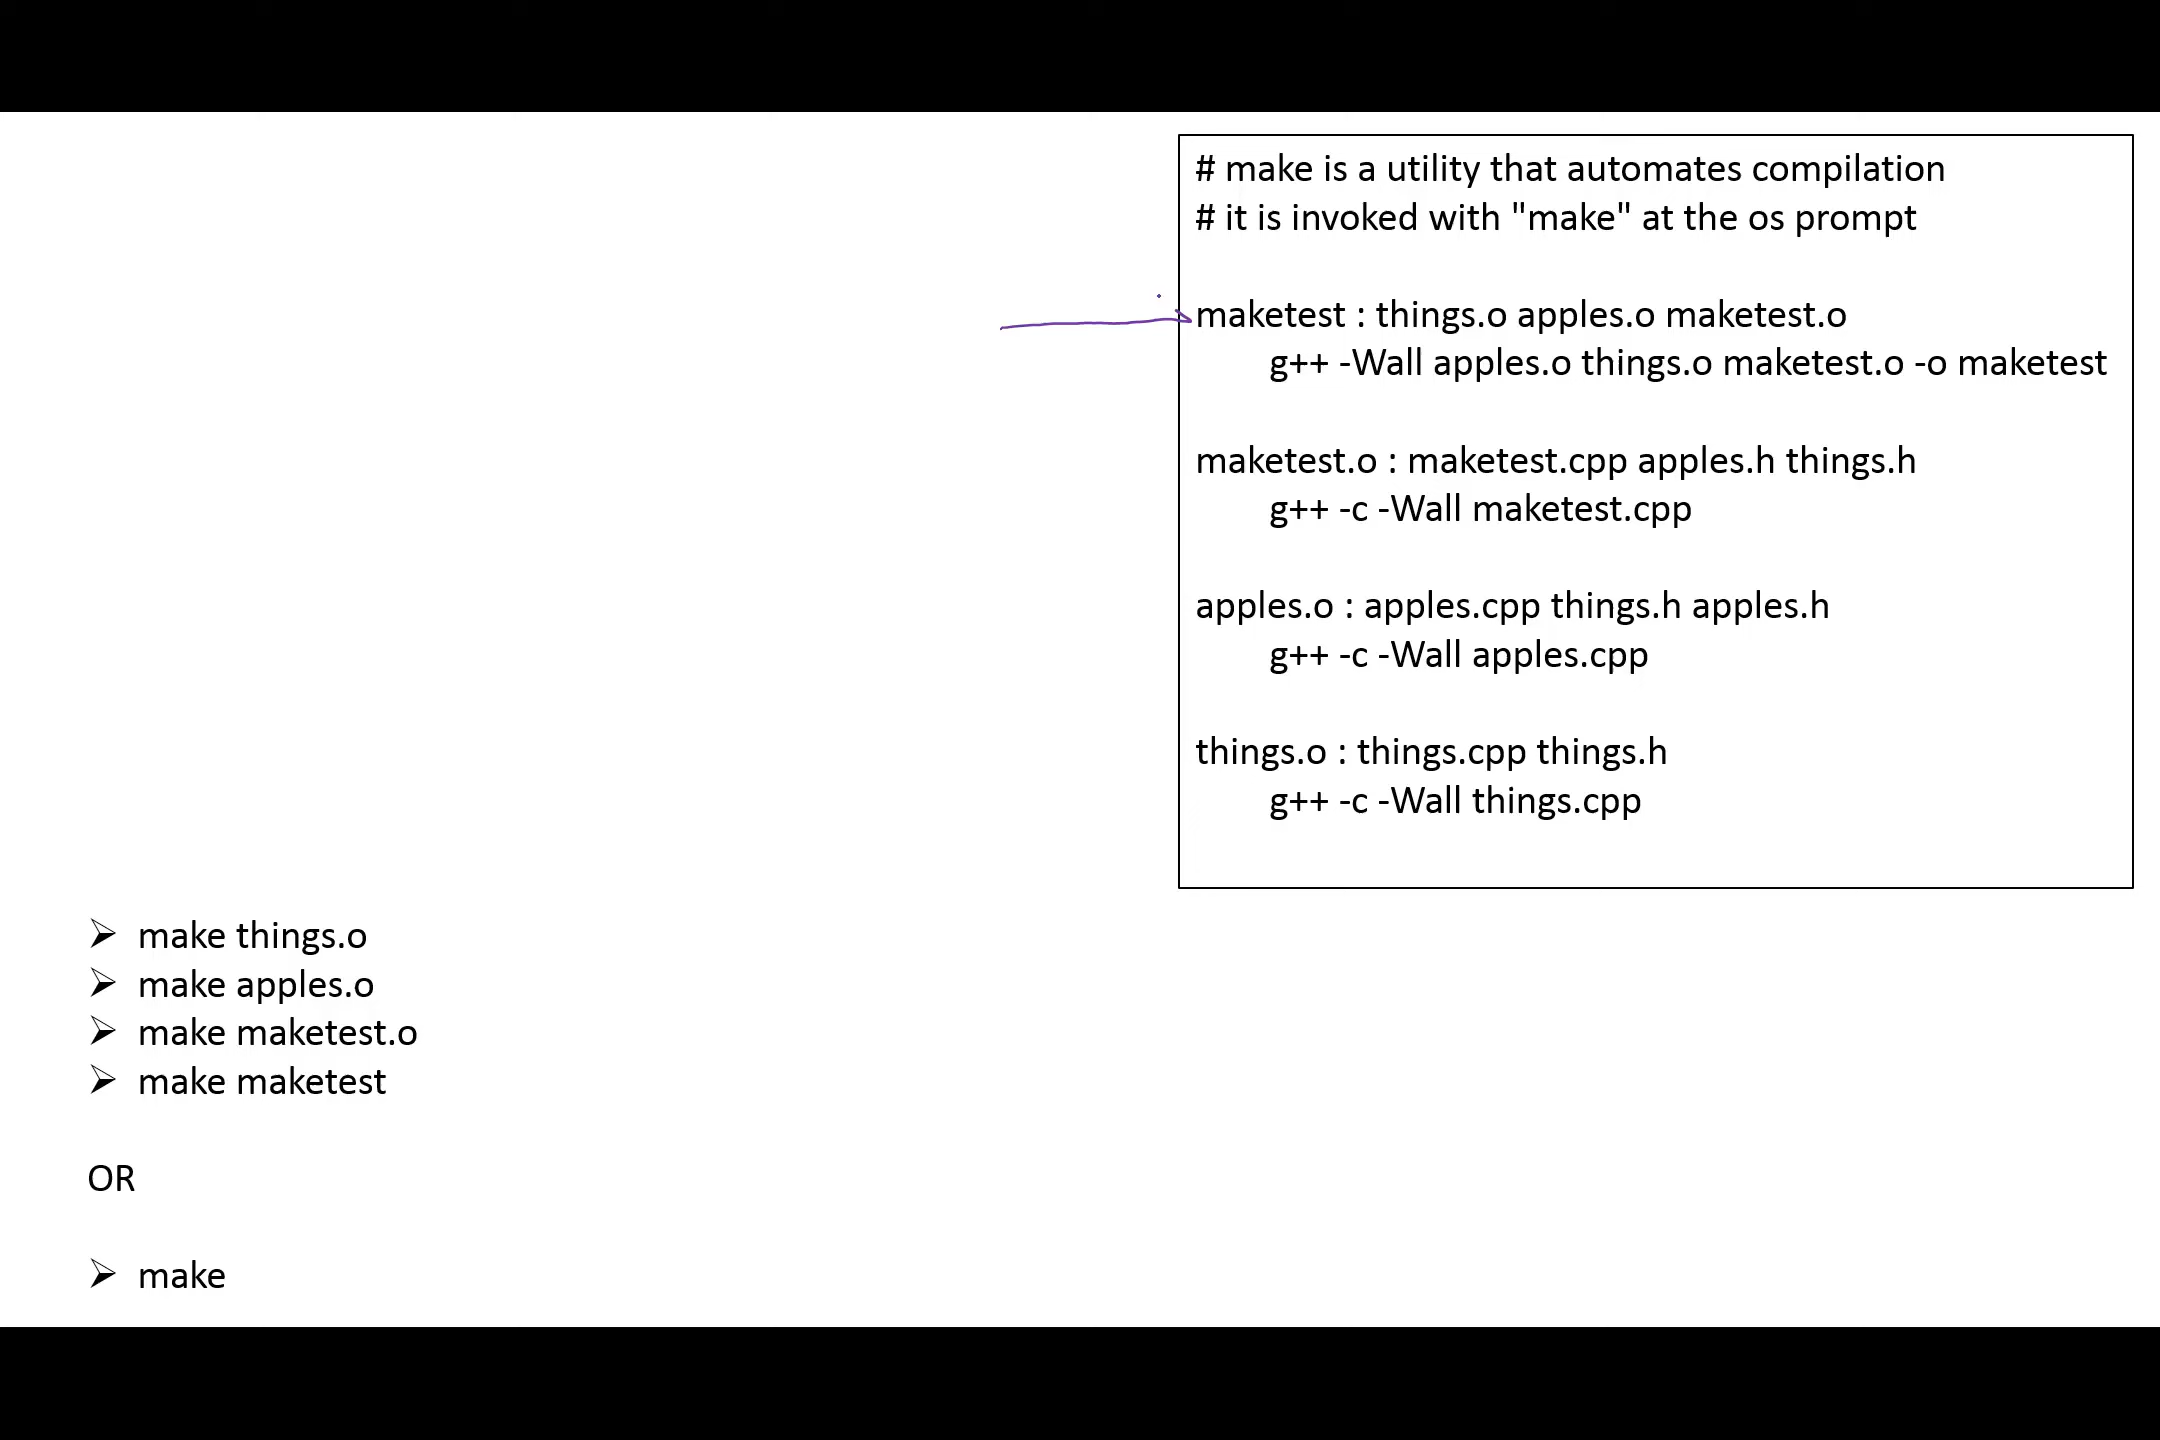 # make is a utility that automates compilation
# it is invoked with "make" at the os prompt
maketest : things.o apples.o maketest.o
g++ -Wall apples.o things.o maketest.o -o maketest
maketest.o : maketest.cpp apples.h things.h
g++ -c -Wall maketest.cpp
apples.o : apples.cpp things.h apples.h
g++ -c -Wall apples.cpp
things.o : things.cpp things.h
g++ -c -Wall things.cpp
➢ make things.o
➢ make apples.o
➢ make maketest.o
➢ make maketest
OR
➢ make